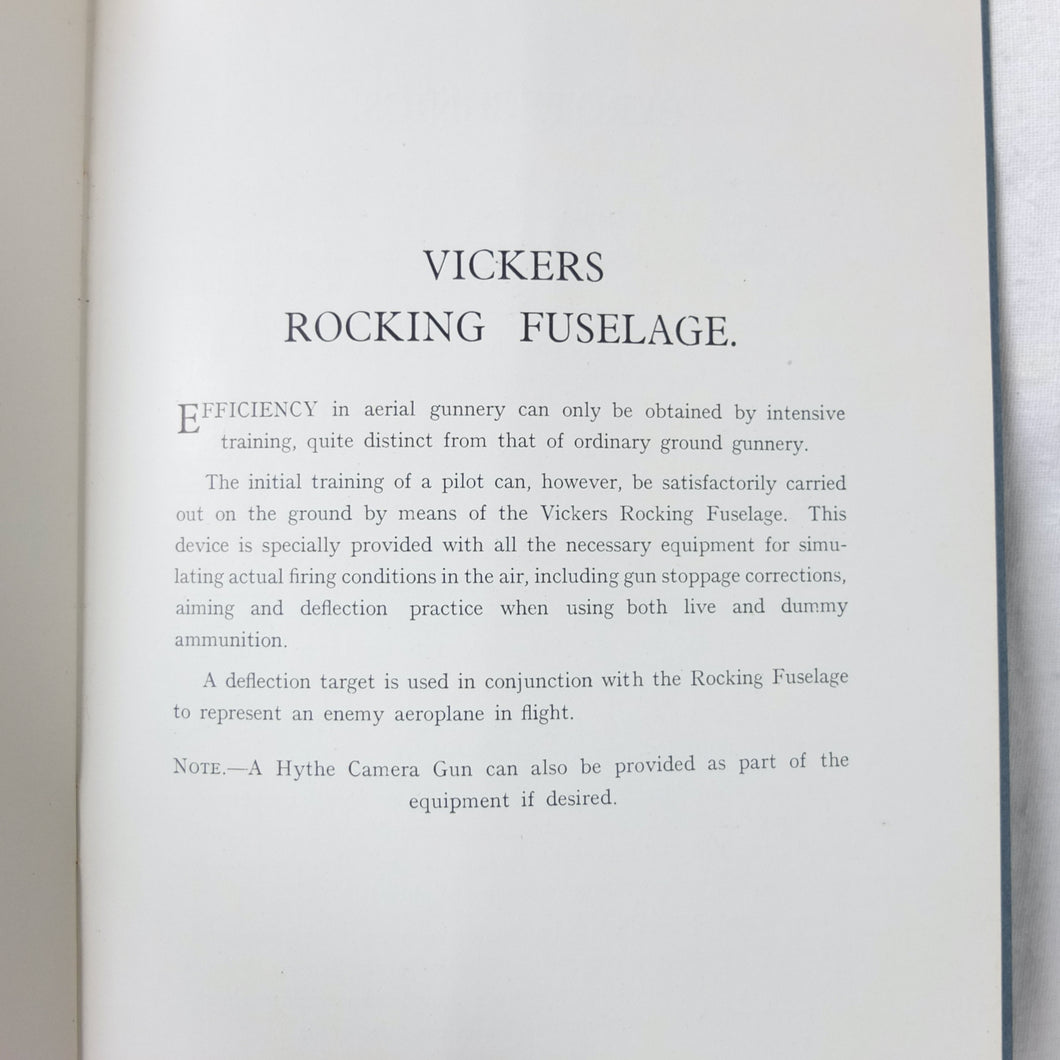 VICKERS
ROCKING FUSELAGE.
EFFICIENCY in aerial gunnery can only be obtained by intensive
training, quite distinct from that of ordinary ground gunnery.
The initial training of a pilot can, however, be satisfactorily carried
out on the ground by means of the Vickers Rocking Fuselage. This
device is specially provided with all the necessary equipment for simu-
lating actual firing conditions in the air, including gun stoppage corrections,
aiming and deflection practice when using both live and dummy
ammunition.
A deflection target is used in conjunction with the Rocking Fuselage
to represent an enemy aeroplane in flight.
NOTE.—A Hythe Camera Gun can also be provided as part of the
equipment if desired.